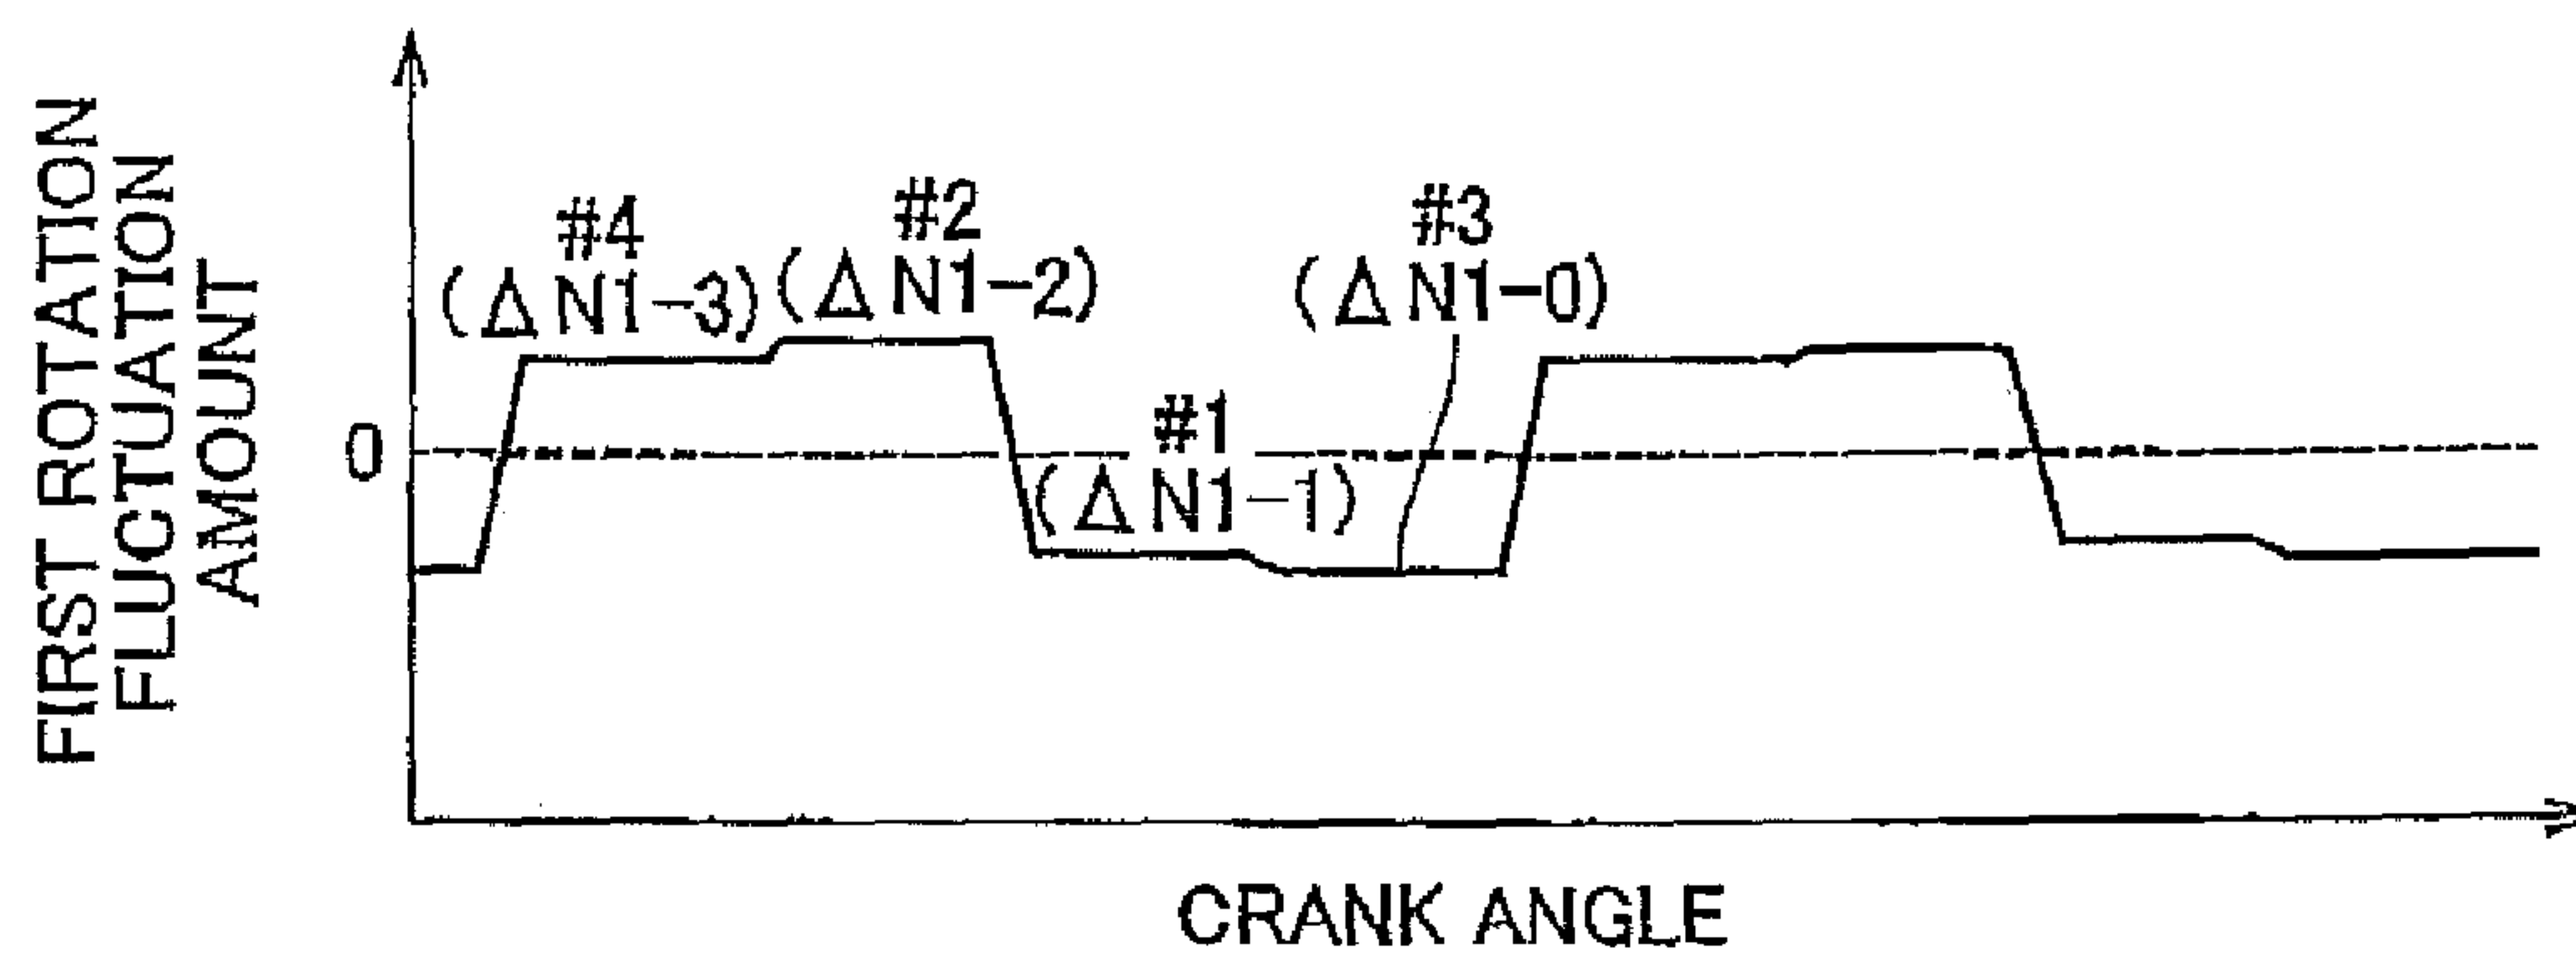 FIRST ROTATION
FLUCTUATION
AMOUNT
#4
(ΔN1-3)
#2
(ΔN1-2)
#3
(ΔN1-0)
0
#1
(ΔN1-1)
CRANK ANGLE